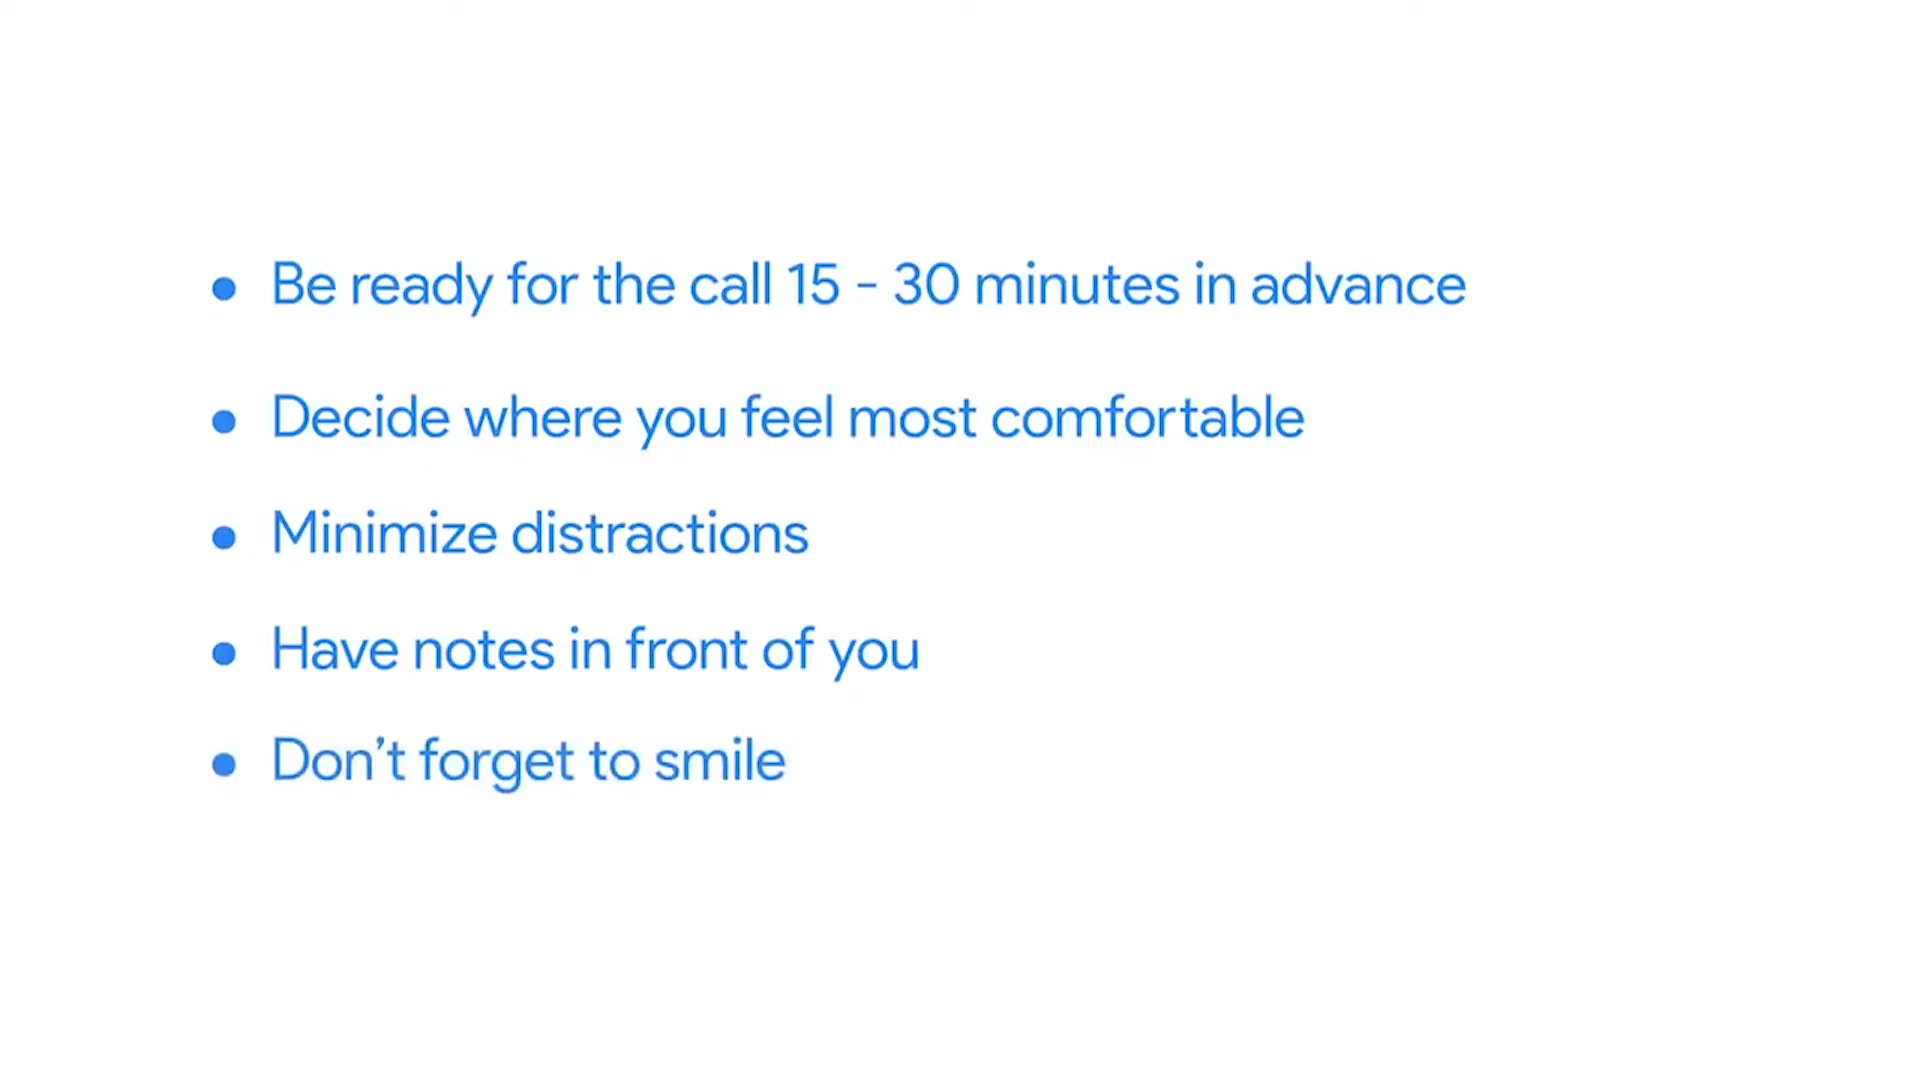 • Be ready for the call 15 - 30 minutes in advance
• Decide where you feel most comfortable
• Minimize distractions
• Have notes in front of you
• Don’t forget to smile